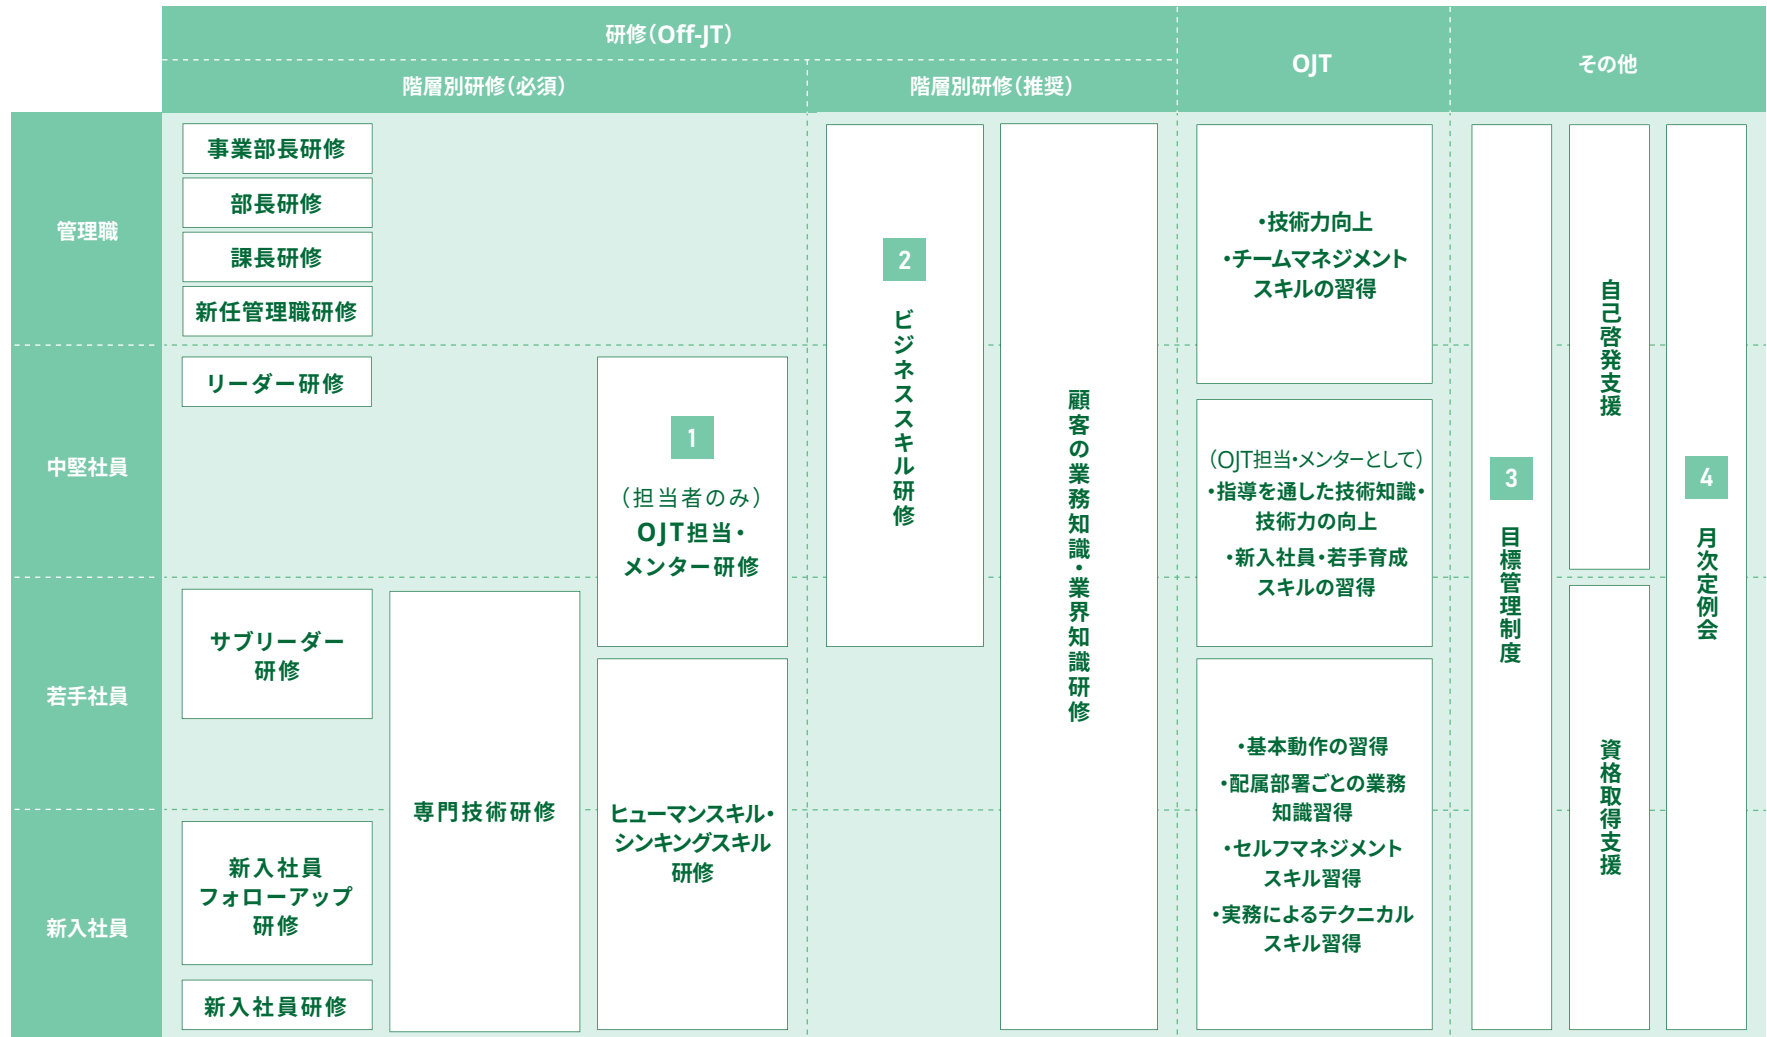 研修（Off-JT）
OJT
その他
階層別研修（必須）
階層別研修（推奨）
管理職
事業部長研修
部長研修
課長研修
新任管理職研修
中堅社員
リーダー研修
1
（担当者のみ）
OJT担当・
メンター研修
若手社員
サブリーダー
研修
専門技術研修
ヒューマンスキル・
シンキングスキル
研修
新入社員
新入社員
フォローアップ
研修
新入社員研修
2
ビジネススキル研修
顧客の業務知識・業界知識研修
・技術力向上
・チームマネジメント
スキルの習得
（OJT担当・メンターとして）
・指導を通した技術知識・
技術力の向上
・新入社員・若手育成
スキルの習得
・基本動作の習得
・配属部署ごとの業務
知識習得
・セルフマネジメント
スキル習得
・実務によるテクニカル
スキル習得
3
目標管理制度
自己啓発支援
資格取得支援
4
月次定例会